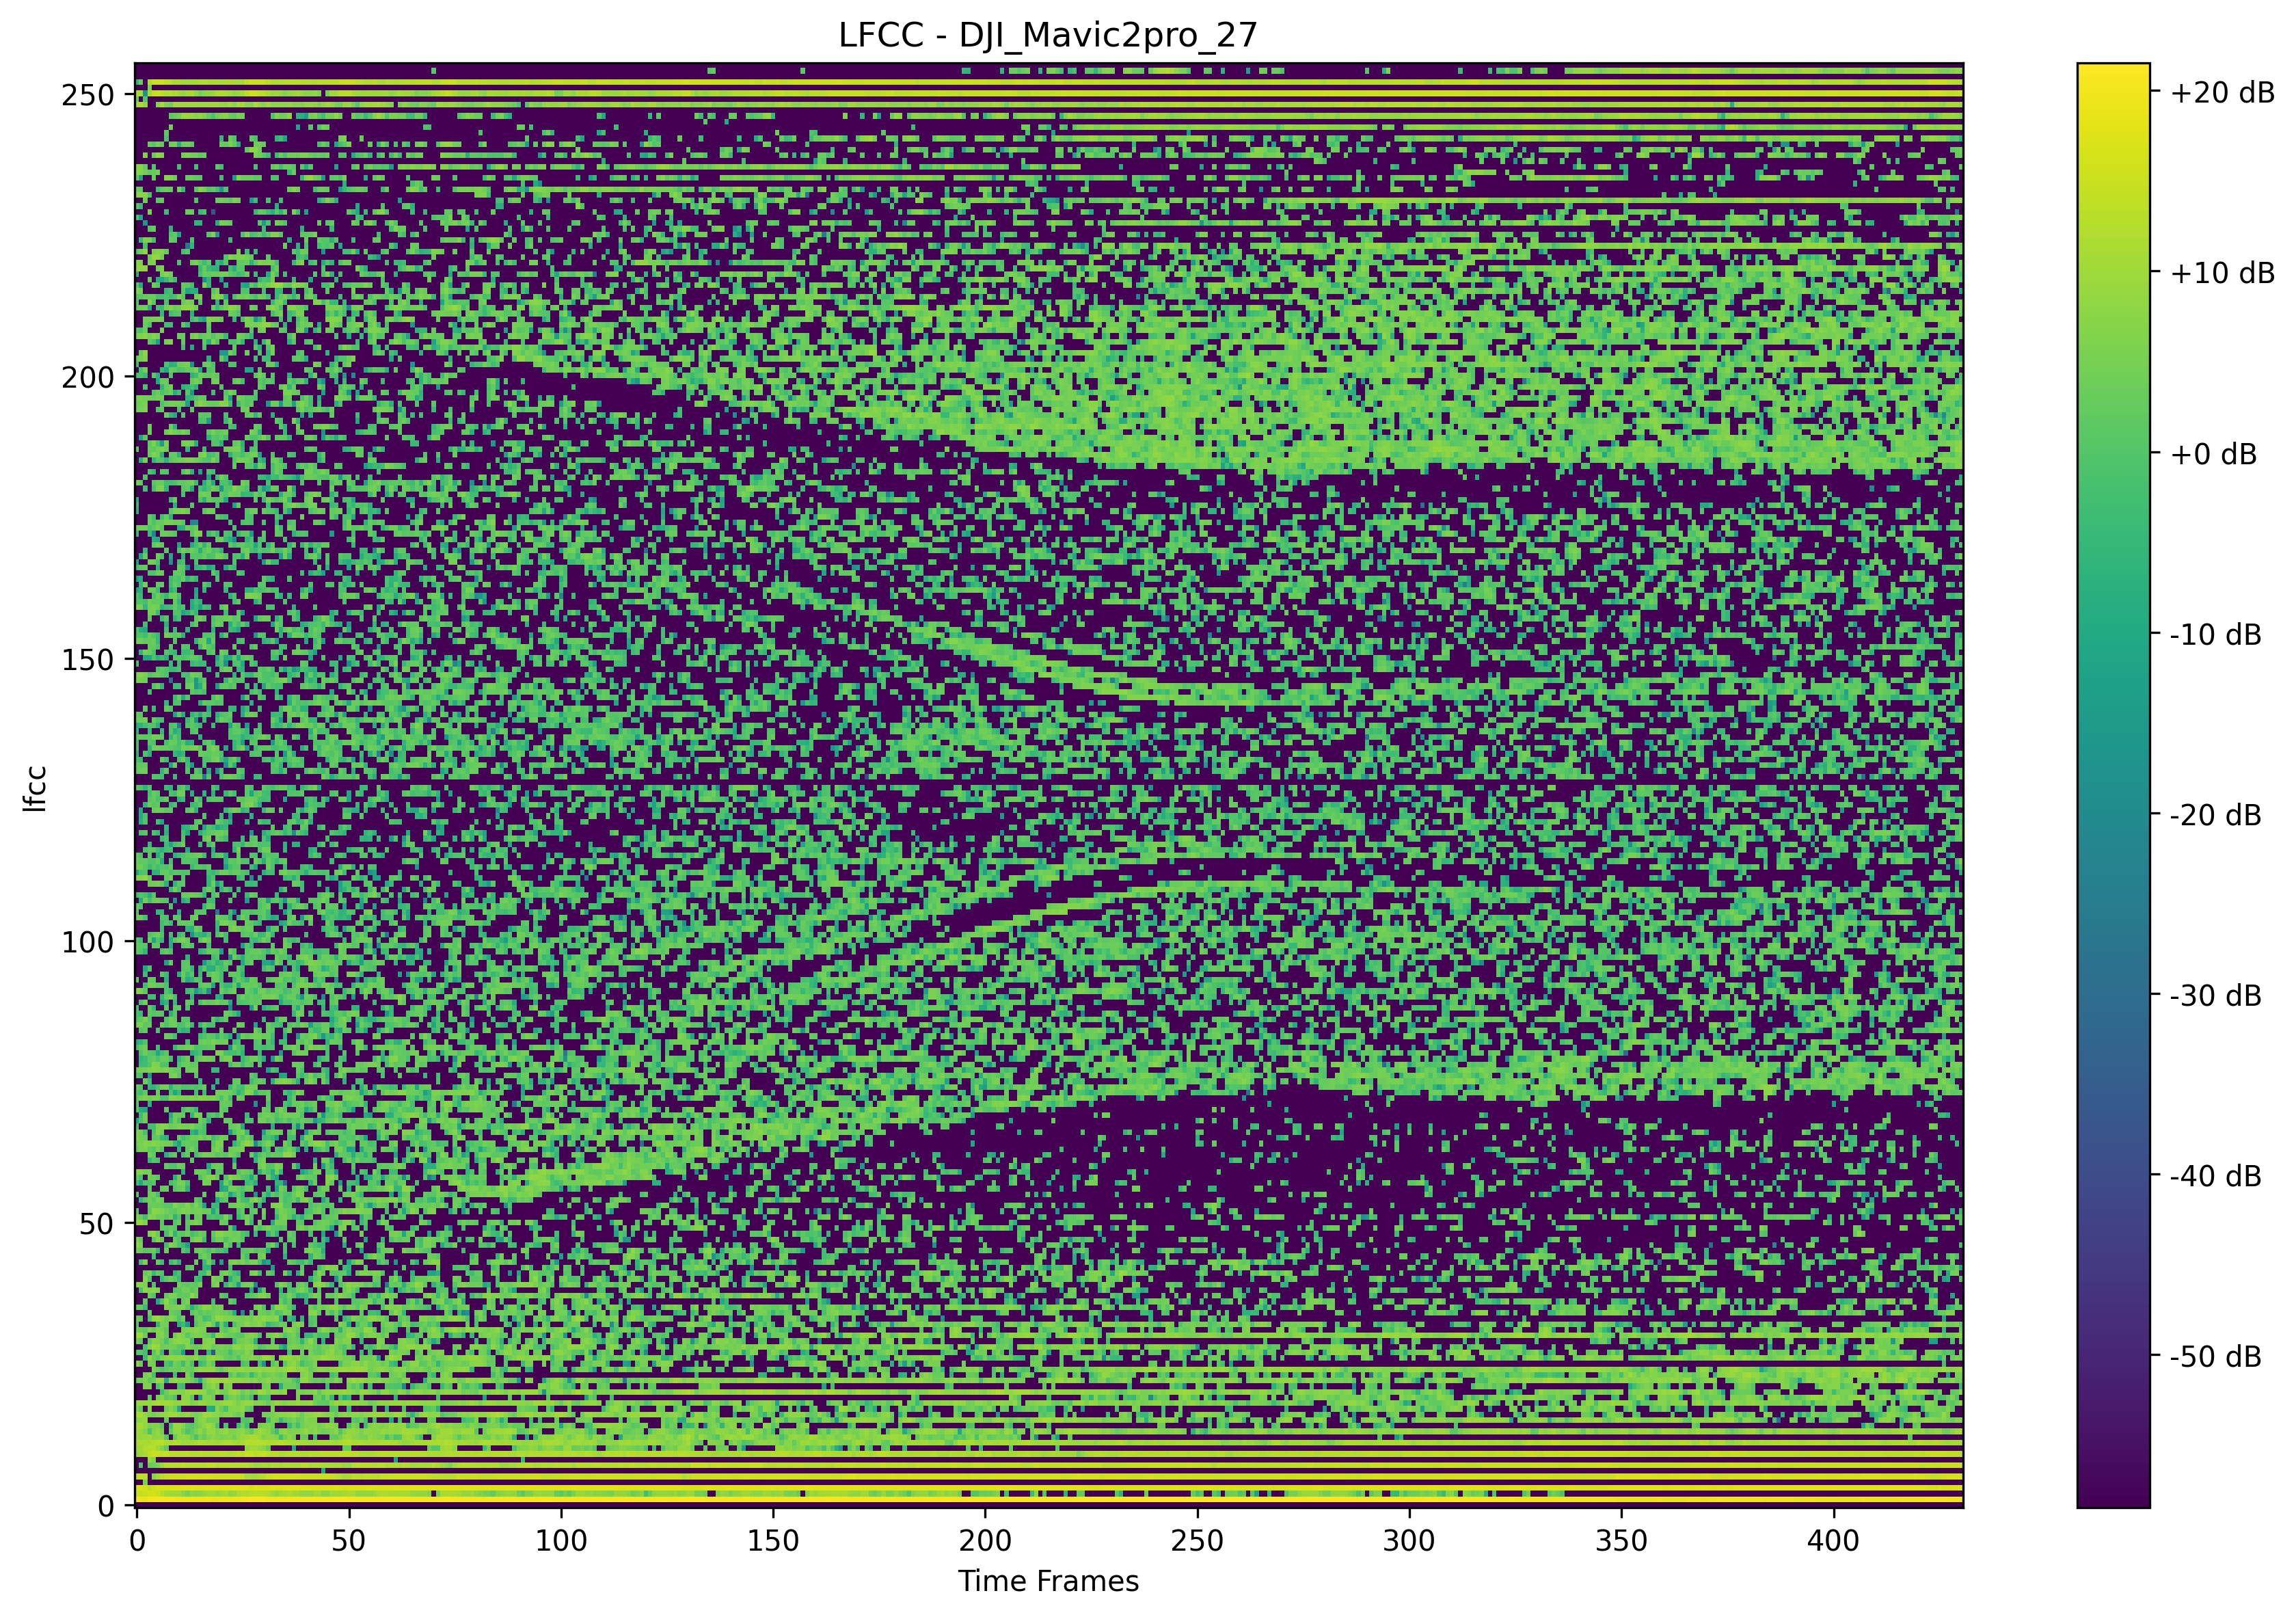 LFCC - DJI_Mavic2pro_27
250
200
150
100
50
0
lfcc
0 50 100 150 200 250 300 350 400
Time Frames
+20 dB
+10 dB
+0 dB
-10 dB
-20 dB
-30 dB
-40 dB
-50 dB